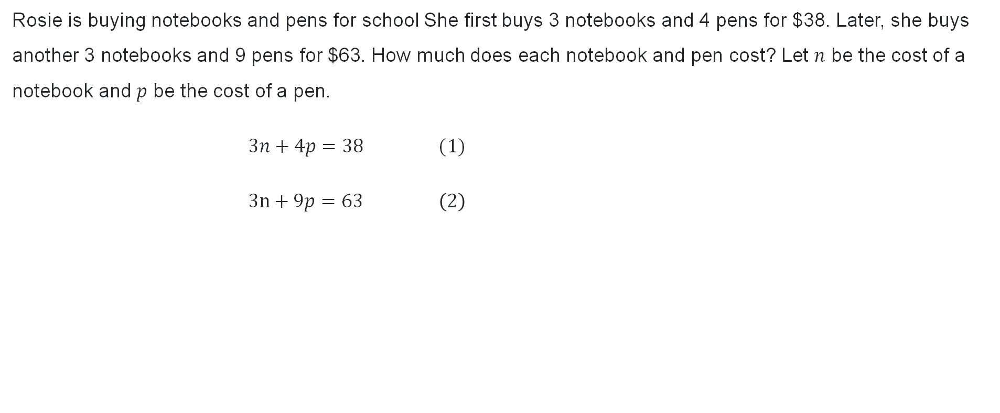 Rosie is buying notebooks and pens for school She first buys 3 notebooks and 4 pens for $38. Later, she buys
another 3 notebooks and 9 pens for $63. How much does each notebook and pen cost? Let n be the cost of a
notebook and p be the cost of a pen.
3n + 4p = 38 (1)
3n + 9p = 63 (2)